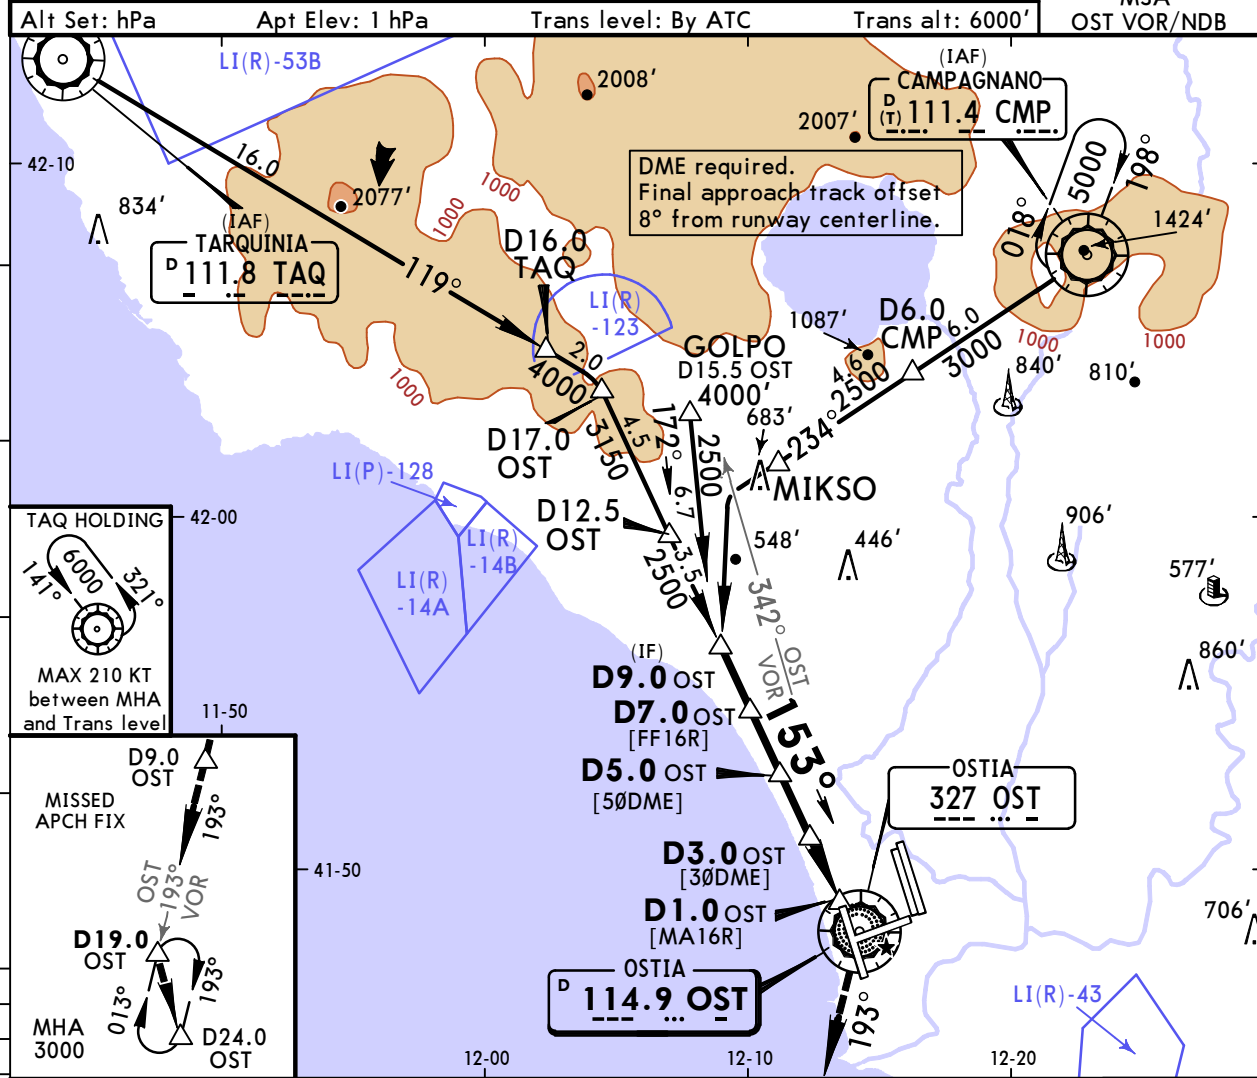 Alt Set: hPa
Apt Elev: 1 hPa
Trans level: By ATC
Trans alt: 6000'
OST VOR/NDB
LI(R)-53B
2008'
(IAF)
CAMPAGNANO
D
(T) 111.4 CMP
2007'
42-10
16.0
DME required.
Final approach track offset
8° from runway centerline.
5000
198°
018°
1424'
834'
2077'
1000
1000
(IAF)
TARQUINIA
D 111.8 TAQ
119°
D16.0
TAQ
LI(R)
-123
1087'
D6.0
CMP
6.0
3000
1000
1000
2.0
4000
GOLPO
D15.5 OST
4000'
4.6
2500
840'
810'
1000
683'
234°
D17.0
OST
4.5
3150
172°
2500
6.7
MIKSO
LI(P)-128
D12.5
OST
LI(R)
-14B
LI(R)
-14A
3.5
2500
548'
446'
906'
577'
860'
TAQ HOLDING
6000
141°
321°
MAX 210 KT
between MHA
and Trans level
42-00
342° OST
VOR
(IF)
D9.0 OST
D7.0 OST
[FF16R]
153°
D5.0 OST
[5ØDME]
11-50
D9.0
OST
MISSED
APCH FIX
193°
OST
193°
VOR
D19.0
OST
013°
193°
MHA
3000
D24.0
OST
41-50
OSTIA
327 OST
D3.0 OST
[3ØDME]
D1.0 OST
[MA16R]
OSTIA
D 114.9 OST
193°
706'
LI(R)-43
12-00
12-10
12-20